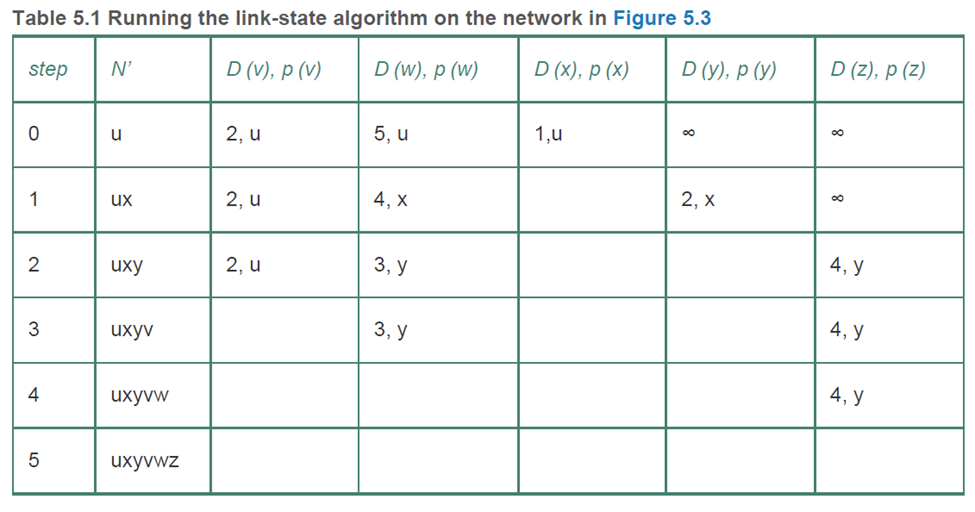 Table 5.1 Running the link-state algorithm on the network in Figure 5.3
step N’ D (v), p (v) D (w), p (w) D (x), p (x) D (y), p (y) D (z), p (z)
0 u 2, u 5, u 1,u ∞ ∞
1 ux 2, u 4, x 2, x ∞
2 uxy 2, u 3, y 4, y
3 uxyv 3, y 4, y
4 uxyvw 4, y
5 uxyvwz